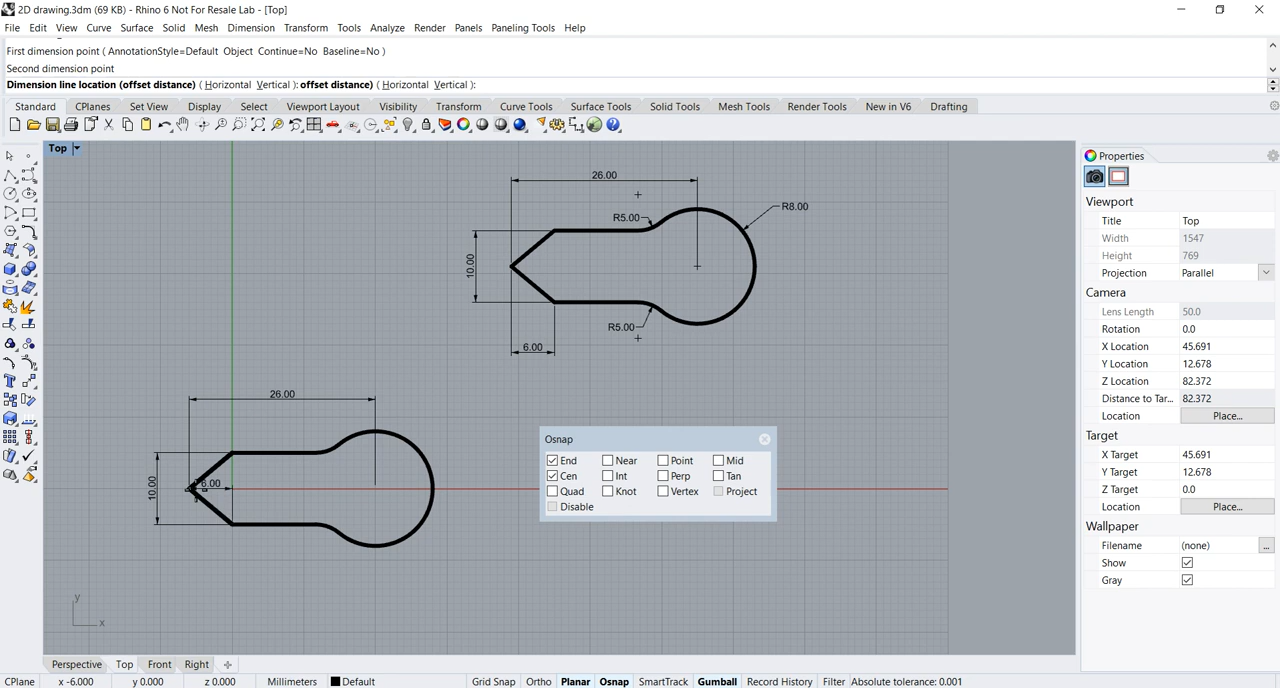 2D drawing.3dm (69 KB) - Rhino 6 Not For Resale Lab - [Top]
File Edit View Curve Surface Solid Mesh Dimension Transform Tools Analyze Render Panels Paneling Tools Help
First dimension point ( AnnotationStyle=Default Object Continue=No Baseline=No )
Second dimension point
Dimension line location (offset distance) ( Horizontal Vertical ): offset distance) ( Horizontal Vertical ):
Standard CPlanes Set View Display Select Viewport Layout Visibility Transform Curve Tools Surface Tools Solid Tools Mesh Tools Render Tools New in V6 Drafting
Top
26.00
R5.00
R8.00
10.00
R5.00
6.00
26.00
10.00
6.00
Osnap
End Near Point Mid
Cen Int Perp Tan
Quad Knot Vertex Project
Disable
y
x
Properties
Viewport
Title Top
Width 1547
Height 769
Projection Parallel
Camera
Lens Length 50.0
Rotation 0.0
X Location 45.691
Y Location 12.678
Z Location 82.372
Distance to Tar... 82.372
Location Place...
Target
X Target 45.691
Y Target 12.678
Z Target 0.0
Location Place...
Wallpaper
Filename (none) ...
Show
Gray
Perspective Top Front Right
CPlane x -6.000 y 0.000 z 0.000 Millimeters Default Grid Snap Ortho Planar Osnap SmartTrack Gumball Record History Filter Absolute tolerance: 0.001